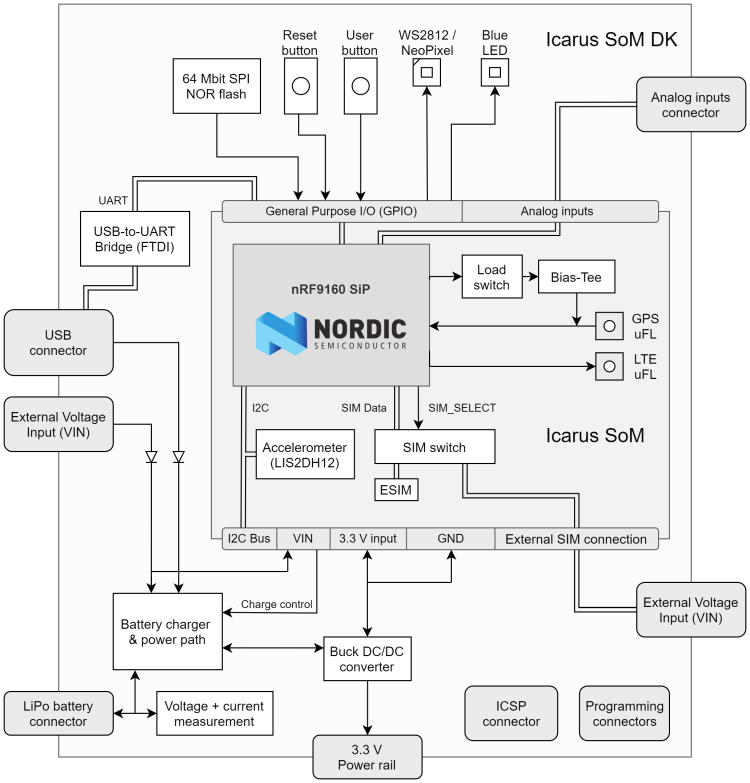 Icarus SoM DK
Reset
button
User
button
WS2812 /
NeoPixel
Blue
LED
64 Mbit SPI
NOR flash
Analog inputs
connector
UART
USB-to-UART
Bridge (FTDI)
General Purpose I/O (GPIO)
Analog inputs
nRF9160 SiP
NORDIC
SEMICONDUCTOR
Load
switch
Bias-Tee
GPS
uFL
LTE
uFL
USB
connector
External Voltage
Input (VIN)
I2C
SIM Data
SIM_SELECT
Accelerometer
(LIS2DH12)
SIM switch
ESIM
Icarus SoM
I2C Bus
VIN
3.3 V input
GND
External SIM connection
Charge control
Battery charger
& power path
Buck DC/DC
converter
External Voltage
Input (VIN)
LiPo battery
connector
Voltage + current
measurement
ICSP
connector
Programming
connectors
3.3 V
Power rail